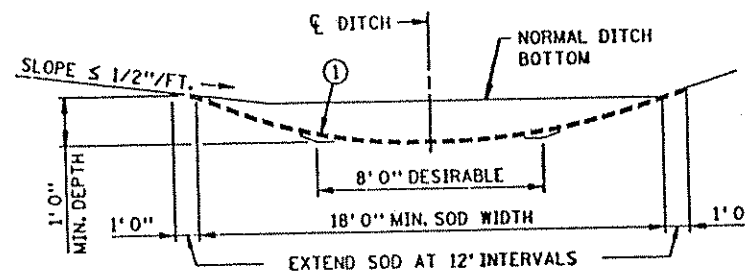 ℄ DITCH
NORMAL DITCH
BOTTOM
SLOPE ≤ 1/2"/FT.
1
1' 0"
MIN. DEPTH
8' 0" DESIRABLE
1' 0"
18' 0" MIN. SOD WIDTH
1' 0
EXTEND SOD AT 12' INTERVALS